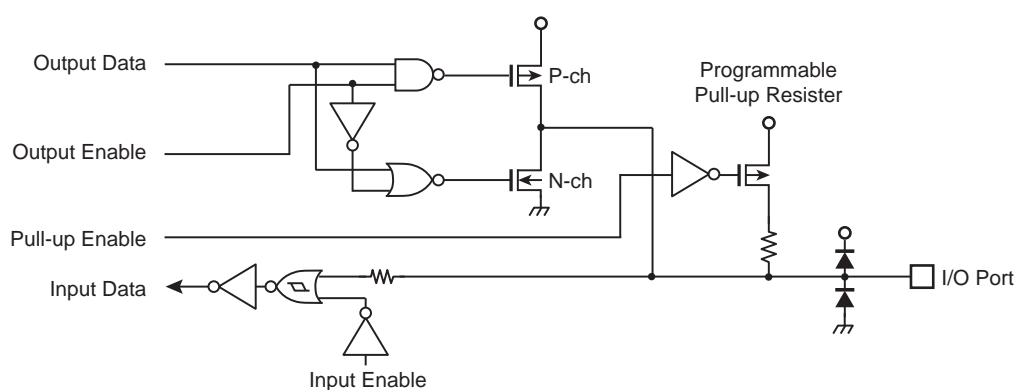 Output Data
P-ch
Programmable
Pull-up Resister
Output Enable
N-ch
Pull-up Enable
Input Data
I/O Port
Input Enable